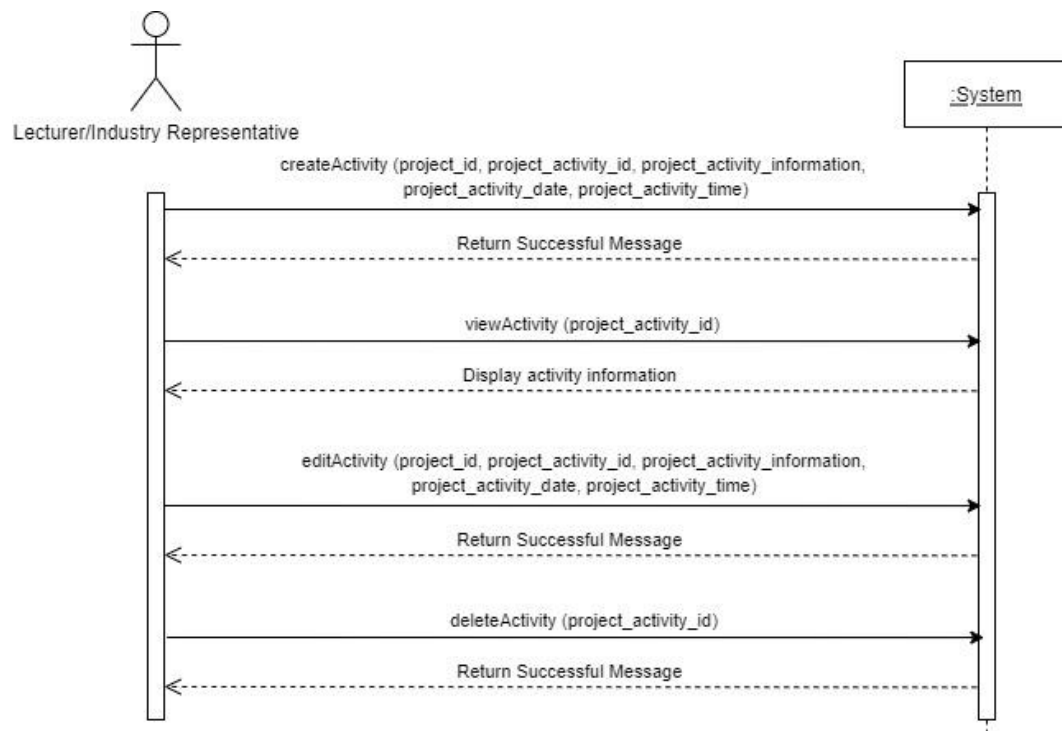 :System
Lecturer/Industry Representative
createActivity (project_id, project_activity_id, project_activity_information,
project_activity_date, project_activity_time)
Return Successful Message
viewActivity (project_activity_id)
Display activity information
editActivity (project_id, project_activity_id, project_activity_information,
project_activity_date, project_activity_time)
Return Successful Message
deleteActivity (project_activity_id)
Return Successful Message